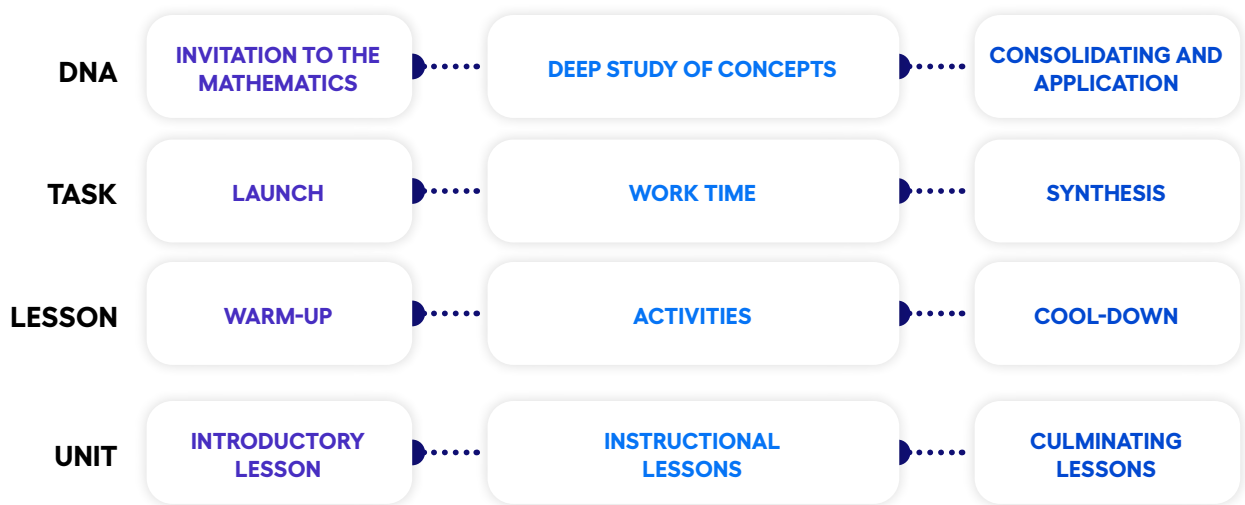 DNA
INVITATION TO THE
MATHEMATICS
DEEP STUDY OF CONCEPTS
CONSOLIDATING AND
APPLICATION
TASK
LAUNCH
WORK TIME
SYNTHESIS
LESSON
WARM-UP
ACTIVITIES
COOL-DOWN
UNIT
INTRODUCTORY
LESSON
INSTRUCTIONAL
LESSONS
CULMINATING
LESSONS